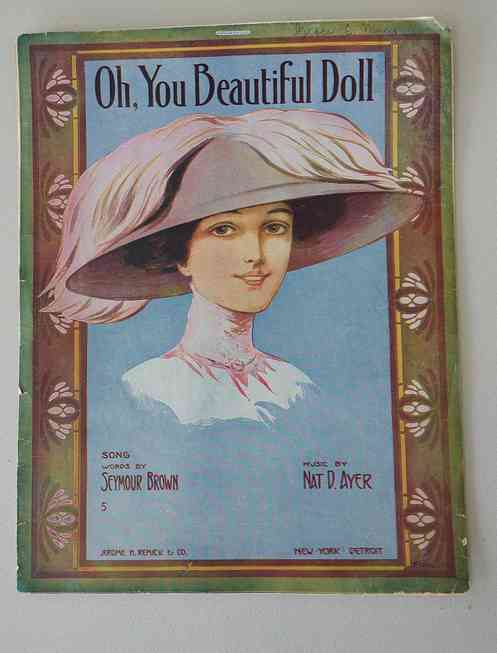 Oh, You Beautiful Doll
SONG
WORDS BY
SEYMOUR BROWN
MUSIC BY
NAT D. AYER
5
JEROME H. REMICK & CO.
NEW-YORK DETROIT